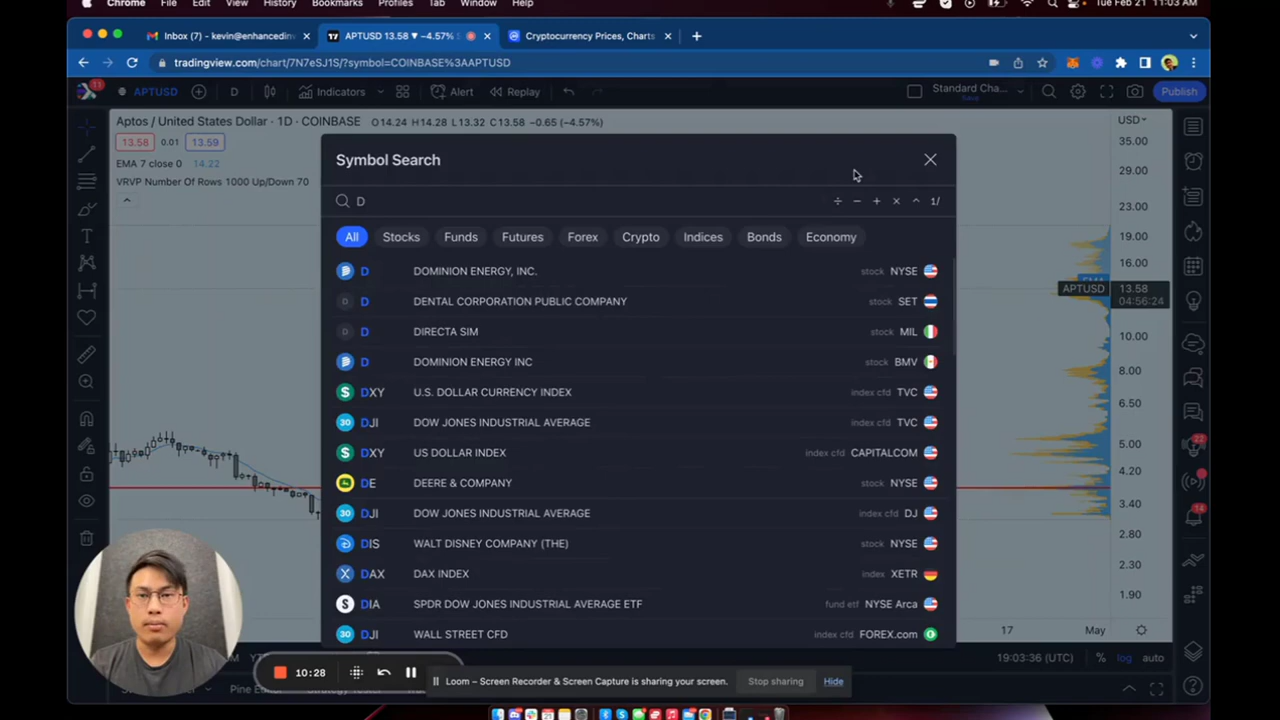 Chrome File Edit View History Bookmarks Profiles Tab Window Help Tue Feb 21 11:03 AM
Inbox (7) - kevin@enhancedin APTUSD 13.58 ▼ −4.57% Cryptocurrency Prices, Charts
tradingview.com/chart/7N7eSJ1S/?symbol=COINBASE%3AAPTUSD
11 APTUSD D Indicators Alert Replay Standard Cha... Save Publish
Aptos / United States Dollar · 1D · COINBASE O14.24 H14.28 L13.32 C13.58 −0.65 (−4.57%) USD
13.58 0.01 13.59
EMA 7 close 0 14.22
VRVP Number Of Rows 1000 Up/Down 70
Symbol Search
D ÷ − + × ^ 1/
All Stocks Funds Futures Forex Crypto Indices Bonds Economy
D DOMINION ENERGY, INC. stock NYSE
D D DENTAL CORPORATION PUBLIC COMPANY stock SET
D D DIRECTA SIM stock MIL
D DOMINION ENERGY INC stock BMV
$ DXY U.S. DOLLAR CURRENCY INDEX index cfd TVC
30 DJI DOW JONES INDUSTRIAL AVERAGE index cfd TVC
$ DXY US DOLLAR INDEX index cfd CAPITALCOM
DE DEERE & COMPANY stock NYSE
30 DJI DOW JONES INDUSTRIAL AVERAGE index cfd DJ
DIS WALT DISNEY COMPANY (THE) stock NYSE
X DAX DAX INDEX index XETR
S DIA SPDR DOW JONES INDUSTRIAL AVERAGE ETF fund etf NYSE Arca
30 DJI WALL STREET CFD index cfd FOREX.com
35.00
29.00
23.00
19.00
16.00
APTUSD 13.58
04:56:24
10.00
8.00
6.50
5.00
4.20
3.40
2.80
2.30
1.90
22
14
17 May
19:03:36 (UTC) % log auto
10:28
Loom – Screen Recorder & Screen Capture is sharing your screen. Stop sharing Hide